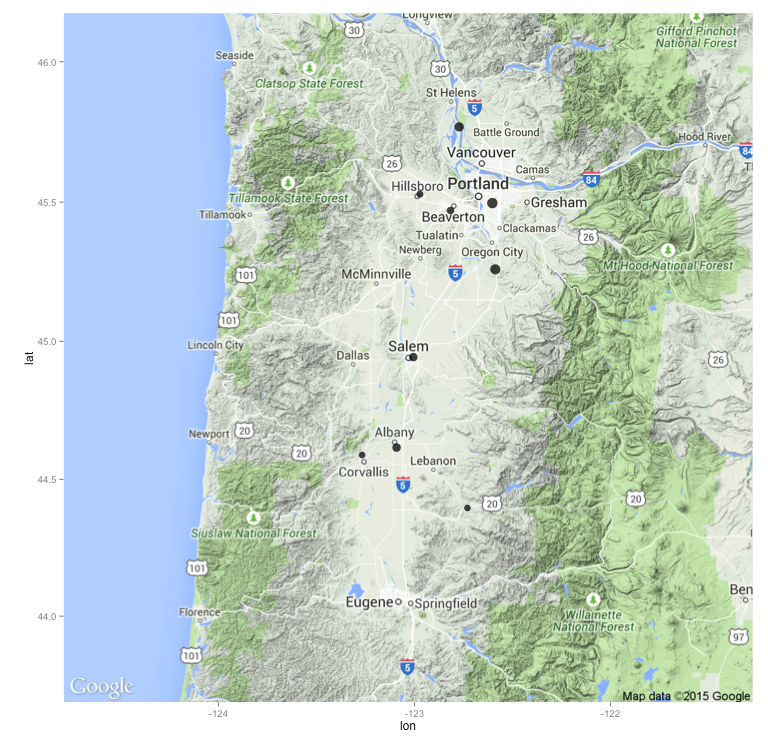 Longview
30
Gifford Pinchot
National Forest
Seaside
46.0
30
Clatsop State Forest
St Helens
5
Battle Ground
Hood River
Vancouver
84
26
Camas
84
Hillsboro
Portland
Tillamook State Forest
45.5
Gresham
Tillamook
Beaverton
Clackamas
Tualatin
26
Newberg
Oregon City
Mt Hood National Forest
McMinnville
5
101
101
lat
45.0
Lincoln City
Salem
Dallas
26
Newport
20
Albany
20
Lebanon
Corvallis
44.5
5
20
20
Siuslaw National Forest
101
Ben
Eugene
Springfield
44.0
Florence
Willamette
National Forest
97
101
5
Google
Map data ©2015 Google
-124
-123
-122
lon